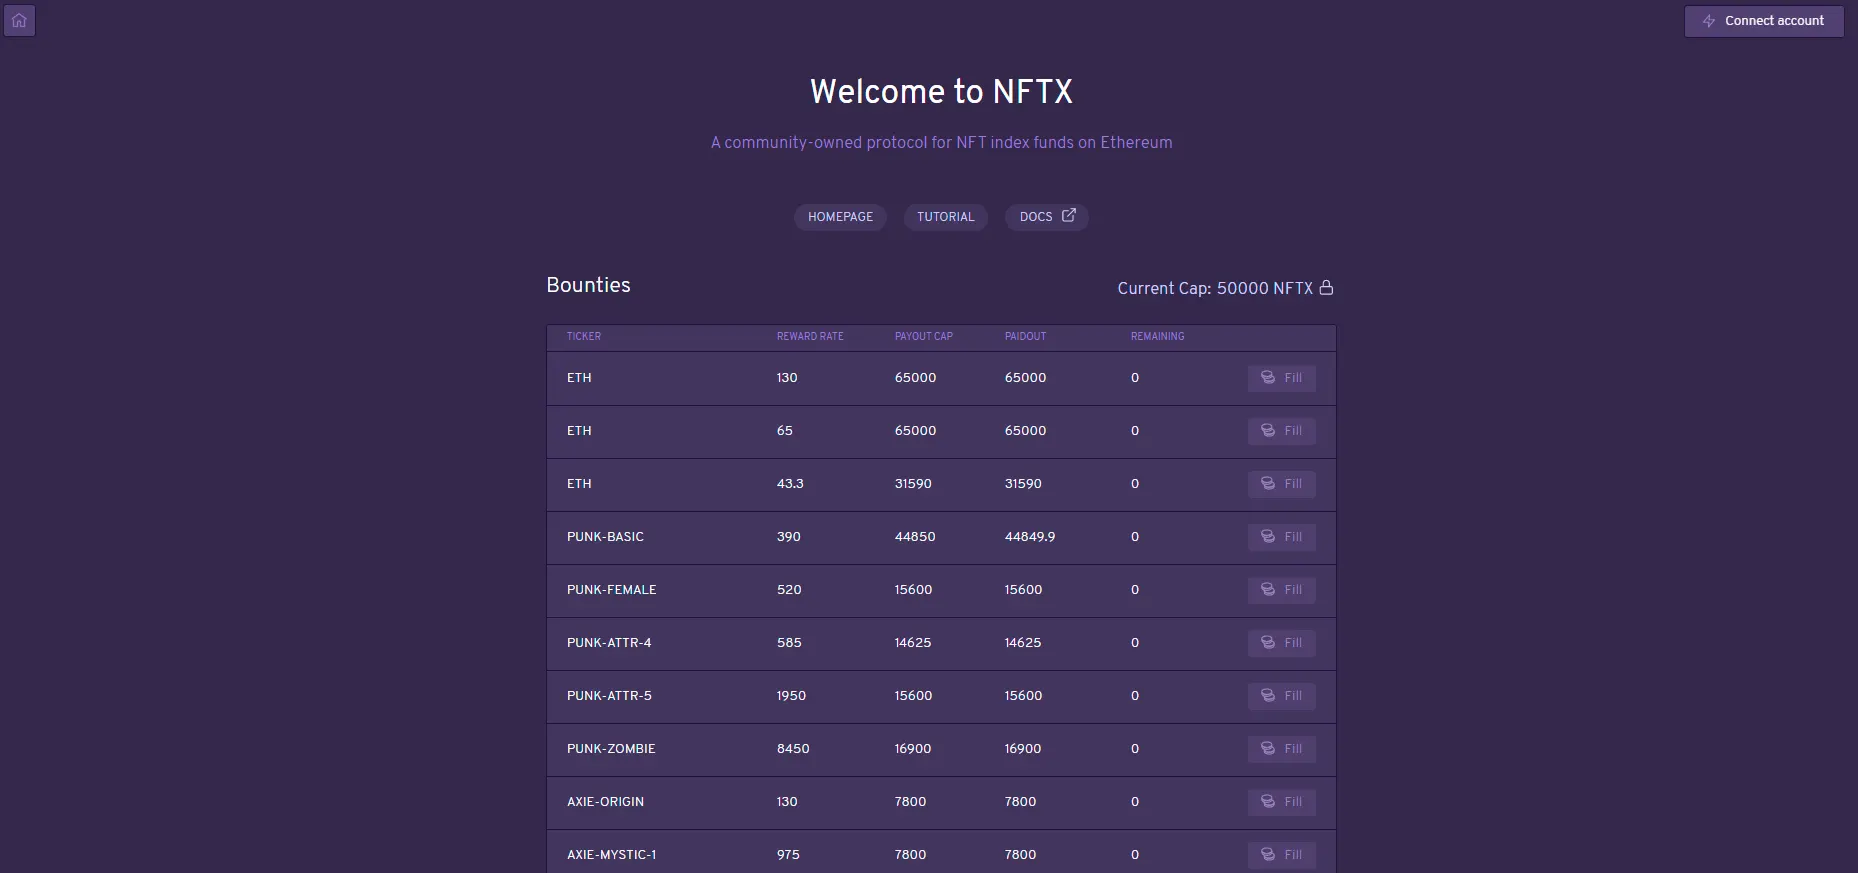 Connect account
Welcome to NFTX
A community-owned protocol for NFT index funds on Ethereum
HOMEPAGE TUTORIAL DOCS
Bounties Current Cap: 50000 NFTX
TICKER REWARD RATE PAYOUT CAP PAIDOUT REMAINING
ETH 130 65000 65000 0 Fill
ETH 65 65000 65000 0 Fill
ETH 43.3 31590 31590 0 Fill
PUNK-BASIC 390 44850 44849.9 0 Fill
PUNK-FEMALE 520 15600 15600 0 Fill
PUNK-ATTR-4 585 14625 14625 0 Fill
PUNK-ATTR-5 1950 15600 15600 0 Fill
PUNK-ZOMBIE 8450 16900 16900 0 Fill
AXIE-ORIGIN 130 7800 7800 0 Fill
AXIE-MYSTIC-1 975 7800 7800 0 Fill